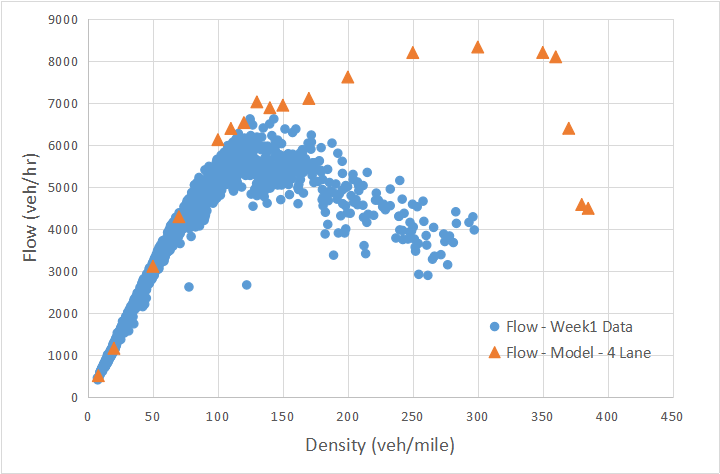 9000
8000
7000
6000
5000
4000
3000
2000
1000
0
Flow (veh/hr)
Flow - Week1 Data
Flow - Model - 4 Lane
0 50 100 150 200 250 300 350 400 450
Density (veh/mile)